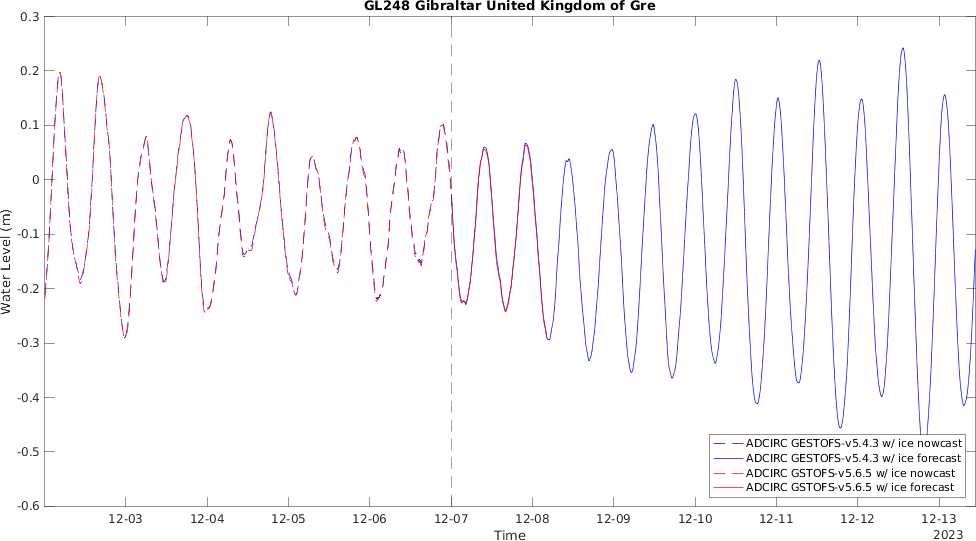 GL248 Gibraltar United Kingdom of Gre
0.3
0.2
0.1
0
-0.1
-0.2
-0.3
-0.4
-0.5
-0.6
Water Level (m)
ADCIRC GESTOFS-v5.4.3 w/ ice nowcast
ADCIRC GESTOFS-v5.4.3 w/ ice forecast
ADCIRC GSTOFS-v5.6.5 w/ ice nowcast
ADCIRC GSTOFS-v5.6.5 w/ ice forecast
12-03 12-04 12-05 12-06 12-07 12-08 12-09 12-10 12-11 12-12 12-13
Time 2023